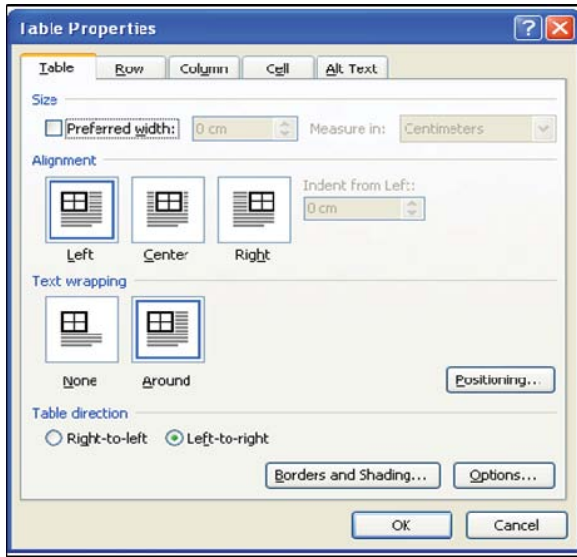 Table Properties
Table Row Column Cell Alt Text
Size
Preferred width: 0 cm Measure in: Centimeters
Alignment
Indent from Left:
0 cm
Left Center Right
Text wrapping
None Around
Positioning...
Table direction
Right-to-left Left-to-right
Borders and Shading... Options...
OK Cancel